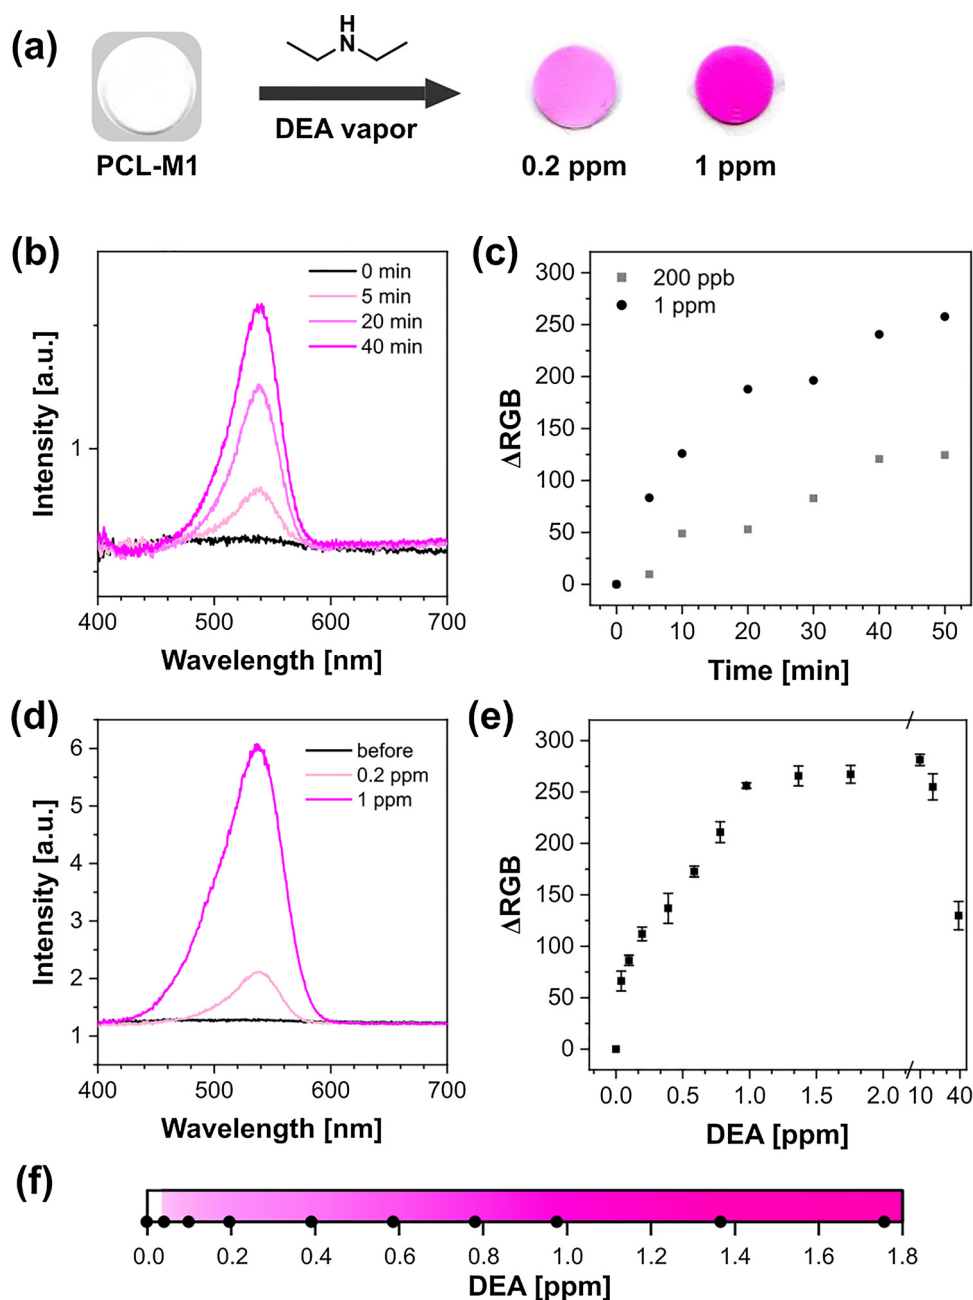 (a)
H
N
DEA vapor
PCL-M1
0.2 ppm
1 ppm
(b)
0 min
5 min
20 min
40 min
Intensity [a.u.]
1
400
500
600
700
Wavelength [nm]
(c)
200 ppb
1 ppm
ΔRGB
300
250
200
150
100
50
0
0
10
20
30
40
50
Time [min]
(d)
before
0.2 ppm
1 ppm
Intensity [a.u.]
6
5
4
3
2
1
400
500
600
700
Wavelength [nm]
(e)
ΔRGB
300
250
200
150
100
50
0
0.0
0.5
1.0
1.5
2.0
10
40
DEA [ppm]
(f)
0.0
0.2
0.4
0.6
0.8
1.0
1.2
1.4
1.6
1.8
DEA [ppm]